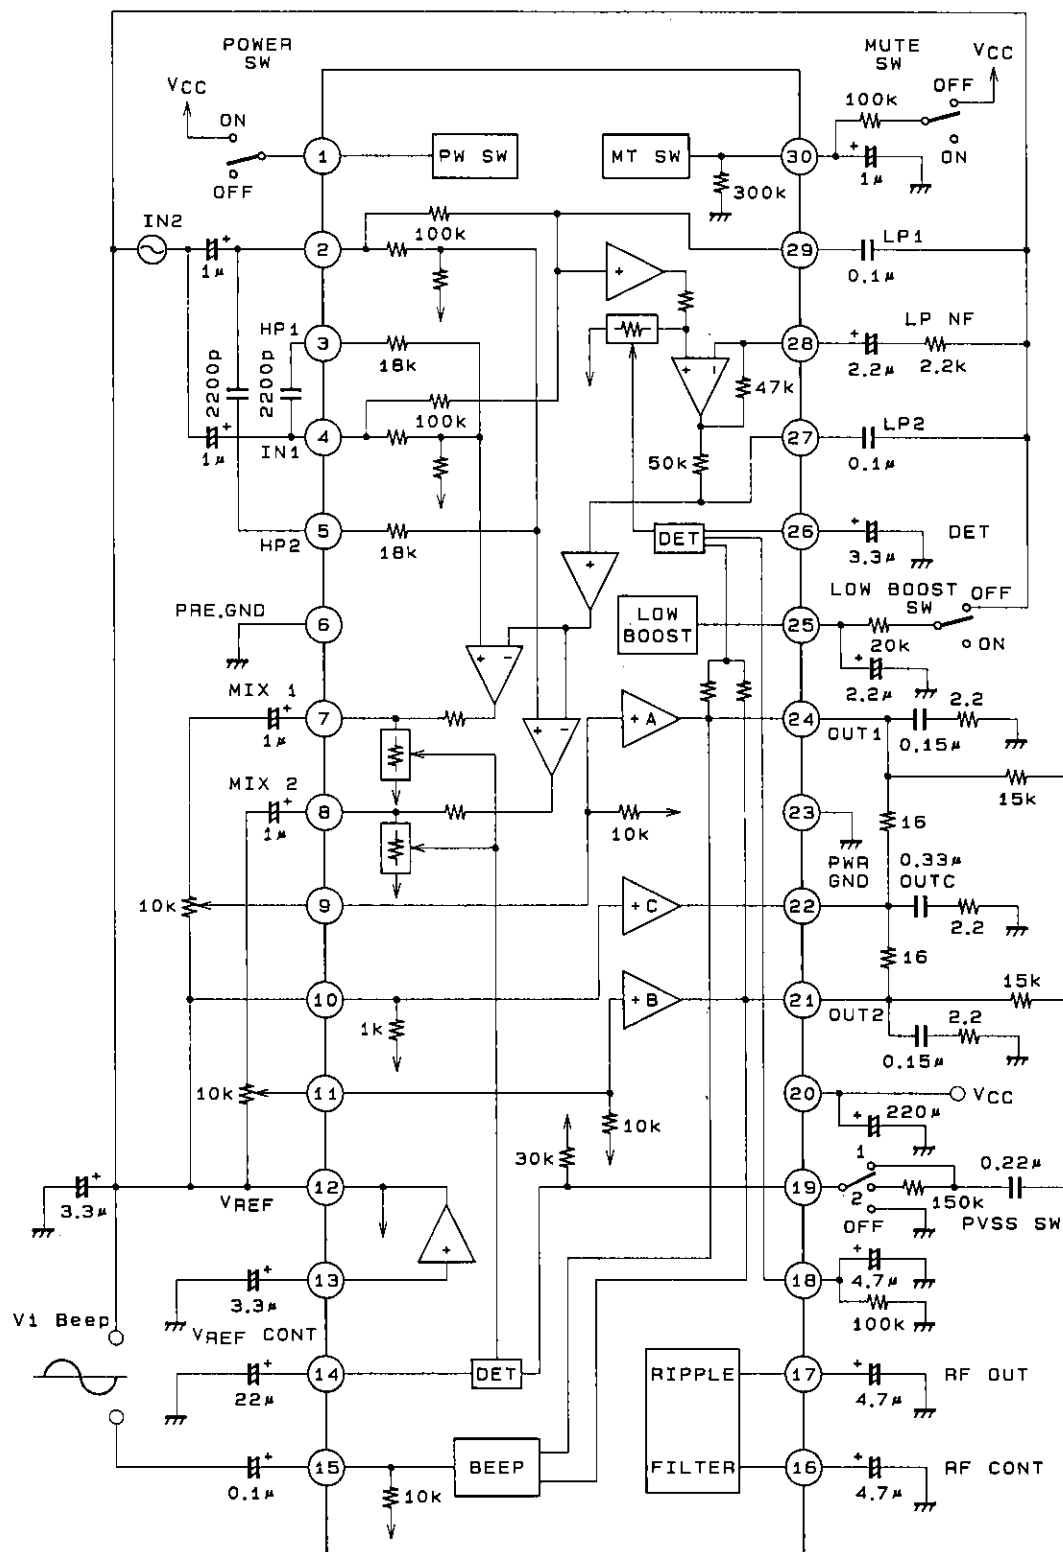 POWER
SW
VCC
ON
OFF
1
PW SW
MT SW
300k
30
MUTE
SW
VCC
OFF
100k
ON
+
1μ
IN2
+
1μ
2
100k
+
29
LP1
0.1μ
HP1
3
18k
28
LP NF
+
2.2μ
2.2k
2200p
2200p
+ -
47k
+
1μ
IN1
4
100k
27
LP2
0.1μ
50k
5
HP2
18k
DET
26
+
3.3μ
DET
+
PRE.GND
6
LOW
BOOST
25
LOW BOOST
SW
OFF
20k
ON
+
2.2μ
+ -
MIX 1
+
1μ
7
+ -
+A
24
OUT1
2.2
0.15μ
15k
MIX 2
+
1μ
8
10k
23
PWR
GND
16
0.33μ
OUTC
10k
9
+C
22
2.2
16
10
1k
+B
21
OUT2
15k
2.2
0.15μ
10k
11
10k
20
VCC
+
220μ
30k
+
3.3μ
VREF
12
+
19
1
2
OFF
150k
0.22μ
PVSS SW
+
3.3μ
13
VREF CONT
18
+
4.7μ
100k
Vi Beep
+
22μ
14
DET
RIPPLE
FILTER
17
+
4.7μ
RF OUT
+
0.1μ
15
10k
BEEP
16
+
4.7μ
RF CONT